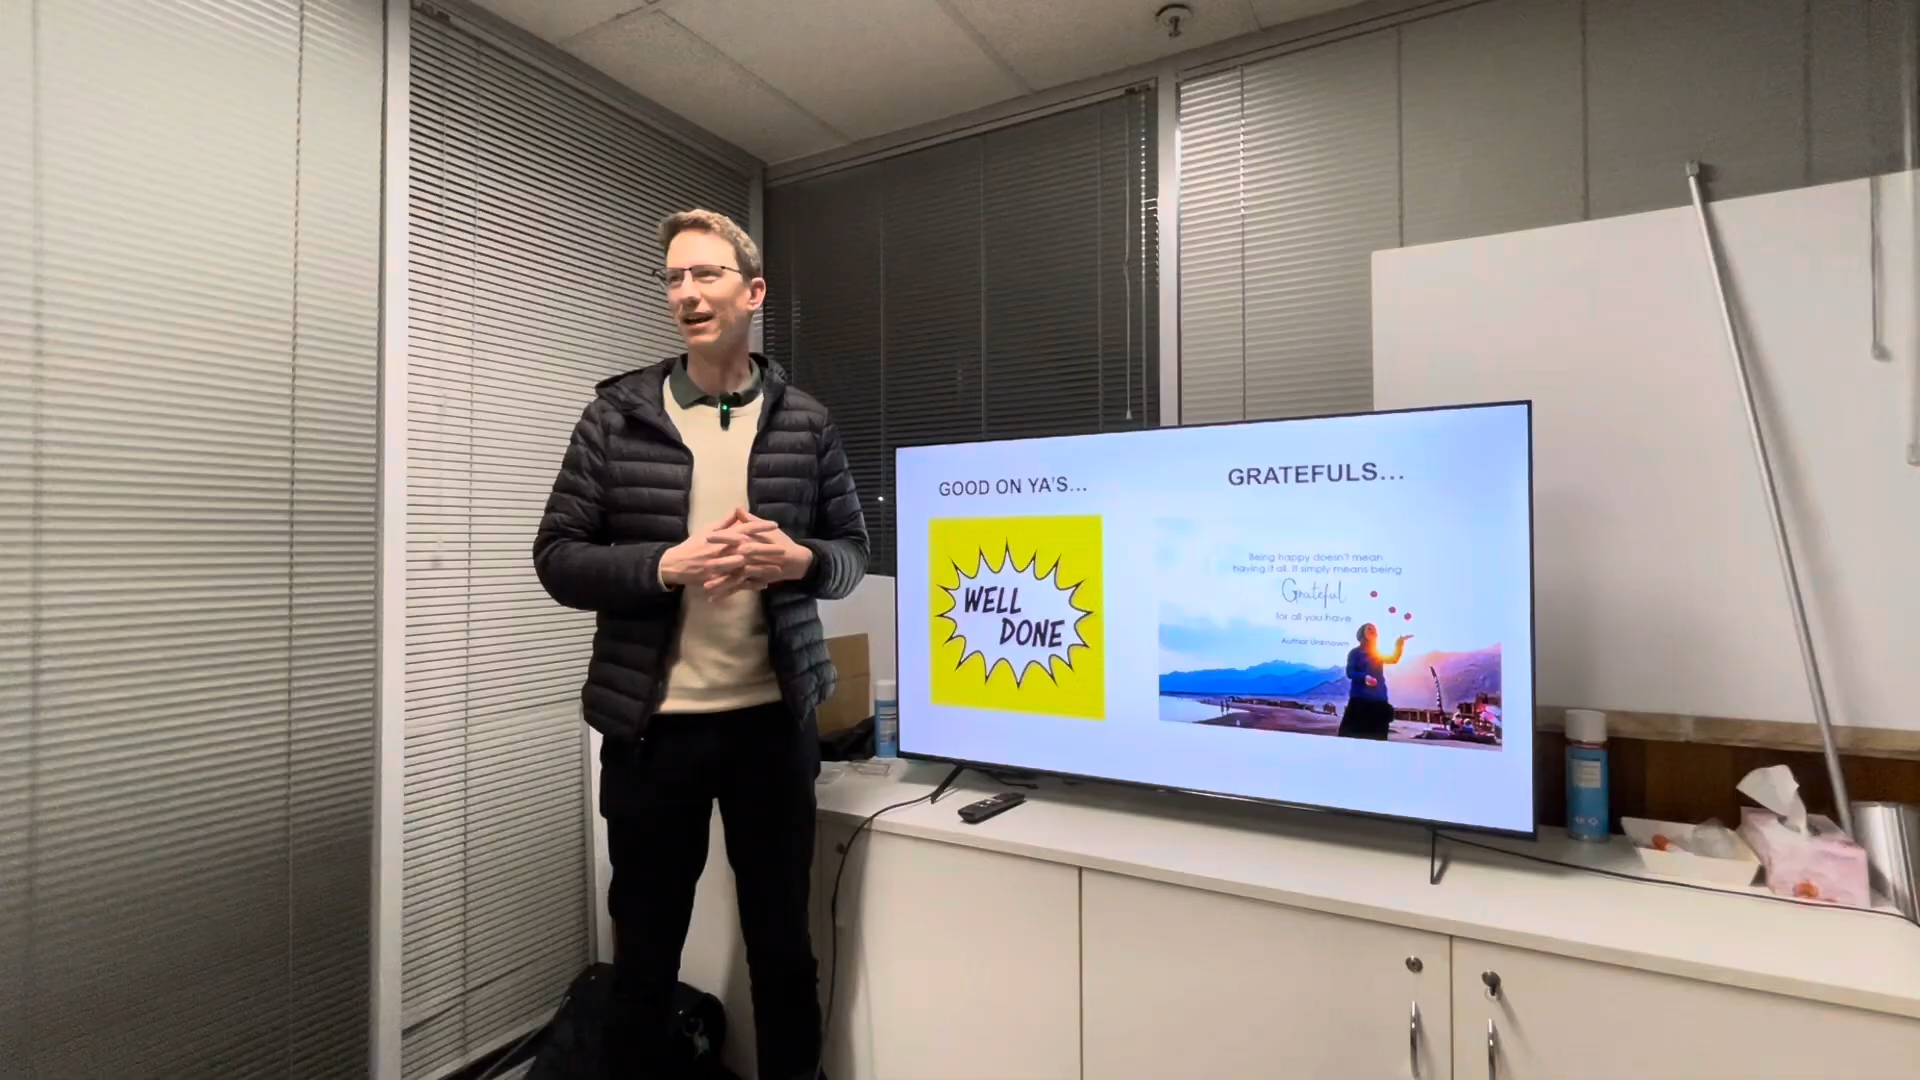 GOOD ON YA'S...
WELL
DONE
GRATEFULS...
Being happy doesn't mean
having it all. It simply means being
Grateful
for all you have
Author Unknown